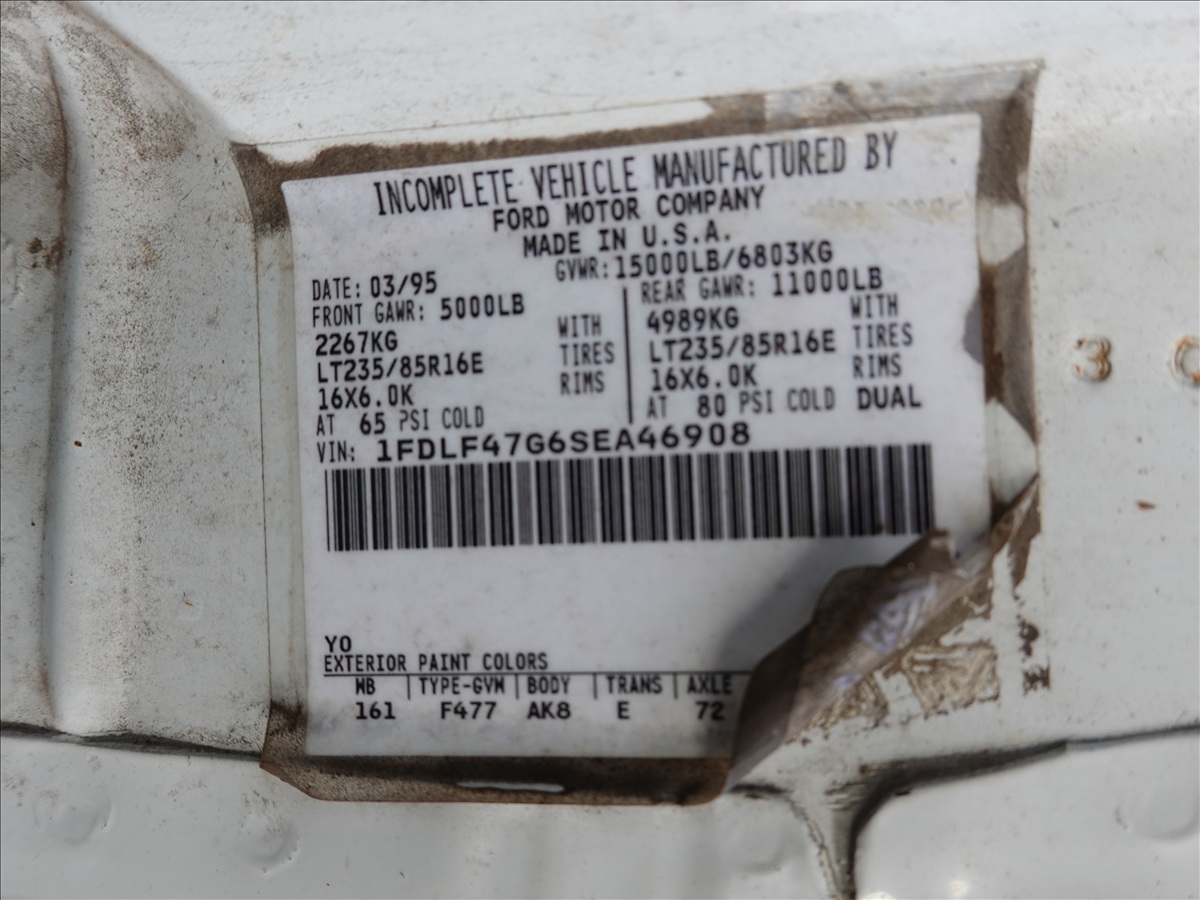 INCOMPLETE VEHICLE MANUFACTURED BY
FORD MOTOR COMPANY
MADE IN U.S.A.
DATE: 03/95
GVWR: 15000LB/6803KG
FRONT GAWR: 5000LB
2267KG WITH
LT235/85R16E TIRES
16X6.0K RIMS
AT 65 PSI COLD
REAR GAWR: 11000LB
4989KG WITH
LT235/85R16E TIRES
16X6.0K RIMS
AT 80 PSI COLD DUAL
VIN: 1FDLF47G6SEA46908
YO
EXTERIOR PAINT COLORS
WB | TYPE-GVW | BODY | TRANS | AXLE
161 F477 AK8 E 72
3